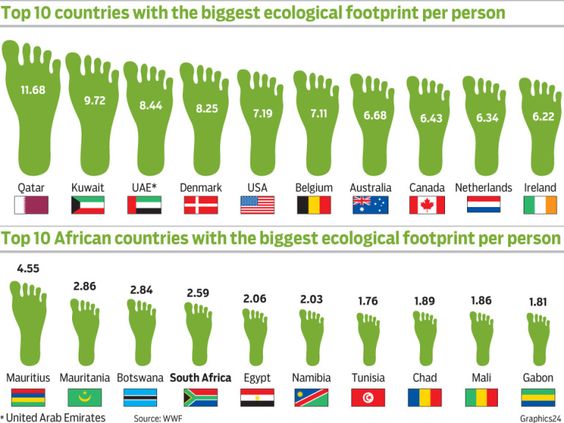 Top 10 countries with the biggest ecological footprint per person
11.68 9.72 8.44 8.25 7.19 7.11 6.68 6.43 6.34 6.22
Qatar Kuwait UAE* Denmark USA Belgium Australia Canada Netherlands Ireland
Top 10 African countries with the biggest ecological footprint per person
4.55 2.86 2.84 2.59 2.06 2.03 1.76 1.89 1.86 1.81
Mauritius Mauritania Botswana South Africa Egypt Namibia Tunisia Chad Mali Gabon
* United Arab Emirates Source: WWF Graphics24